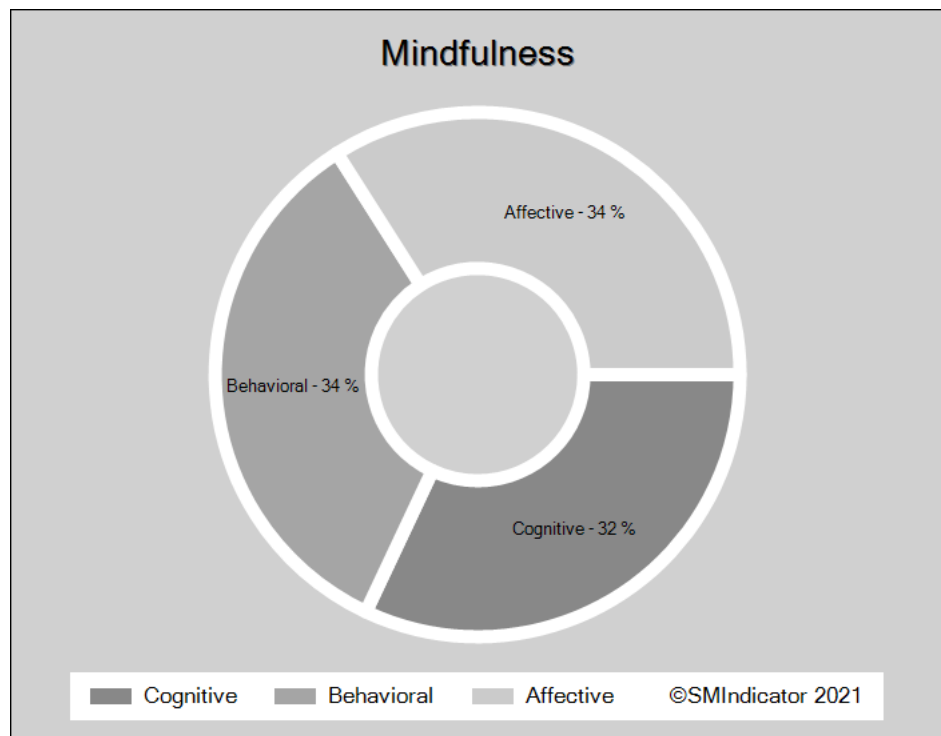 Mindfulness
Affective - 34 %
Behavioral - 34 %
Cognitive - 32 %
Cognitive Behavioral Affective ©SMIndicator 2021